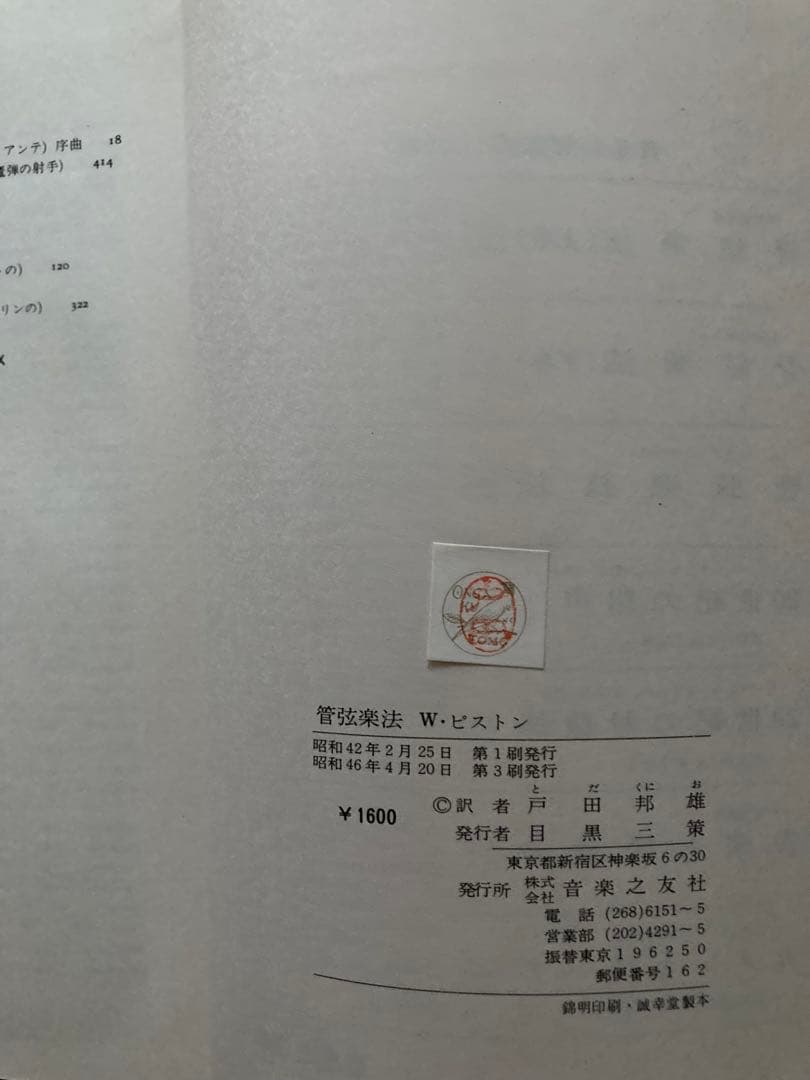 アンテ) 序曲 18
弾の射手) 414
の) 120
リンの) 322
管弦楽法 W・ピストン
昭和42年2月25日 第1刷発行
昭和46年4月20日 第3刷発行
¥1600
と だ くに お
©訳者 戸田邦雄
発行者 目黒三策
東京都新宿区神楽坂6の30
発行所 株式会社 音楽之友社
電話 (268)6151〜5
営業部 (202)4291〜5
振替東京196250
郵便番号162
錦明印刷・誠幸堂製本